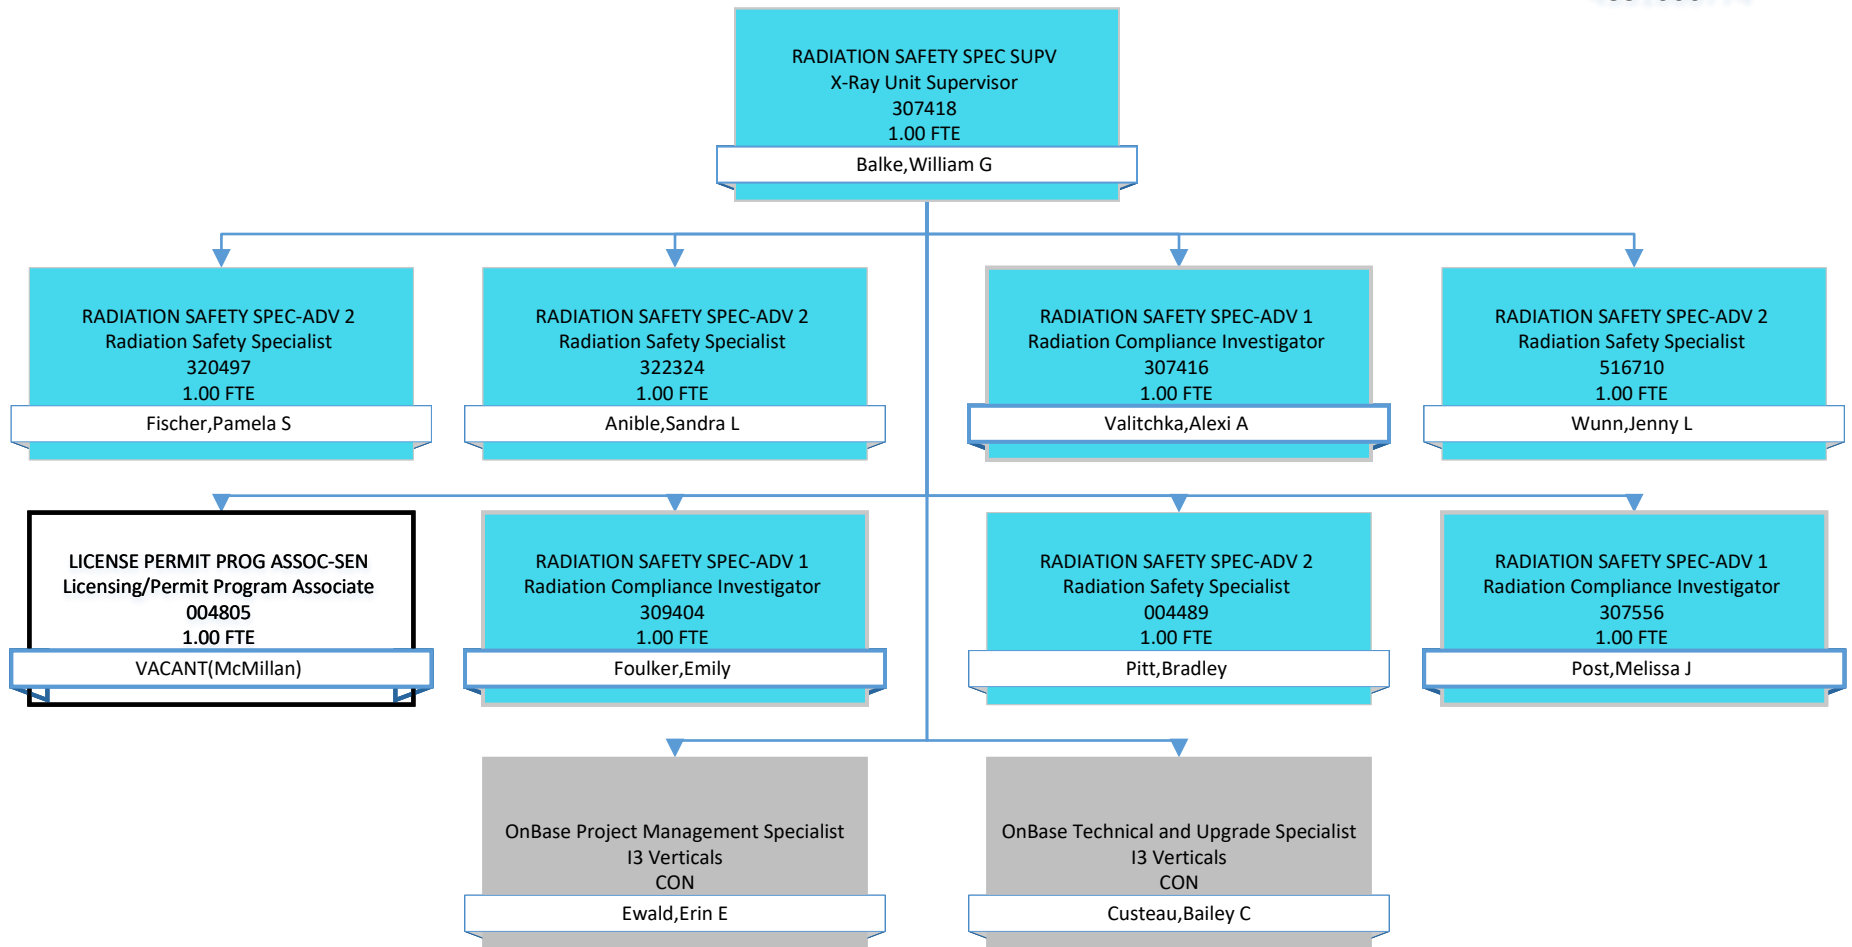 RADIATION SAFETY SPEC SUPV
X-Ray Unit Supervisor
307418
1.00 FTE
Balke,William G
RADIATION SAFETY SPEC-ADV 2
Radiation Safety Specialist
320497
1.00 FTE
Fischer,Pamela S
RADIATION SAFETY SPEC-ADV 2
Radiation Safety Specialist
322324
1.00 FTE
Anible,Sandra L
RADIATION SAFETY SPEC-ADV 1
Radiation Compliance Investigator
307416
1.00 FTE
Valitchka,Alexi A
RADIATION SAFETY SPEC-ADV 2
Radiation Safety Specialist
516710
1.00 FTE
Wunn,Jenny L
LICENSE PERMIT PROG ASSOC-SEN
Licensing/Permit Program Associate
004805
1.00 FTE
VACANT(McMillan)
RADIATION SAFETY SPEC-ADV 1
Radiation Compliance Investigator
309404
1.00 FTE
Foulker,Emily
RADIATION SAFETY SPEC-ADV 2
Radiation Safety Specialist
004489
1.00 FTE
Pitt,Bradley
RADIATION SAFETY SPEC-ADV 1
Radiation Compliance Investigator
307556
1.00 FTE
Post,Melissa J
OnBase Project Management Specialist
I3 Verticals
CON
Ewald,Erin E
OnBase Technical and Upgrade Specialist
I3 Verticals
CON
Custeau,Bailey C